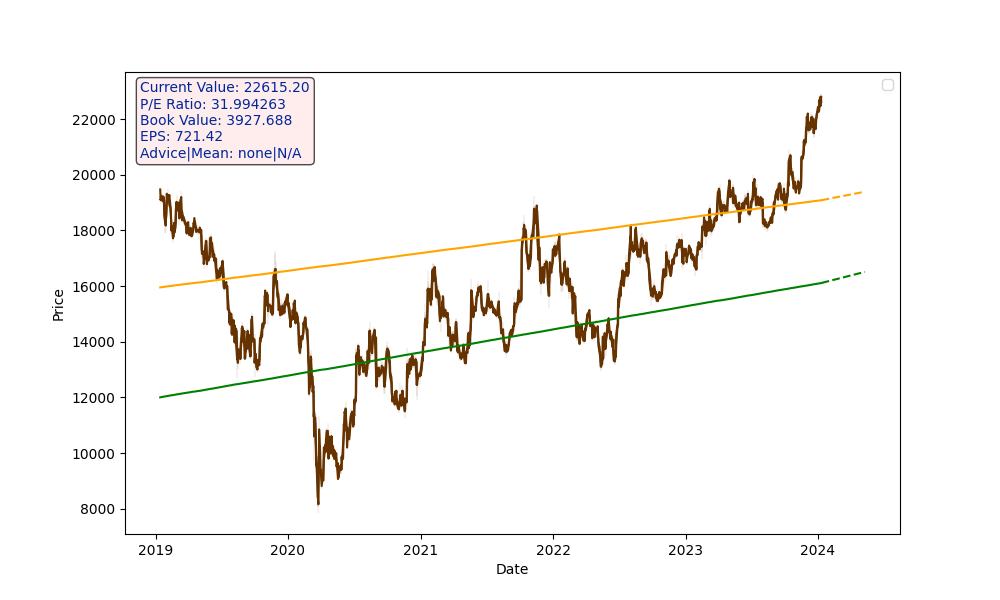 Current Value: 22615.20
P/E Ratio: 31.994263
Book Value: 3927.688
EPS: 721.42
Advice|Mean: none|N/A
Price
22000
20000
18000
16000
14000
12000
10000
8000
2019 2020 2021 2022 2023 2024
Date